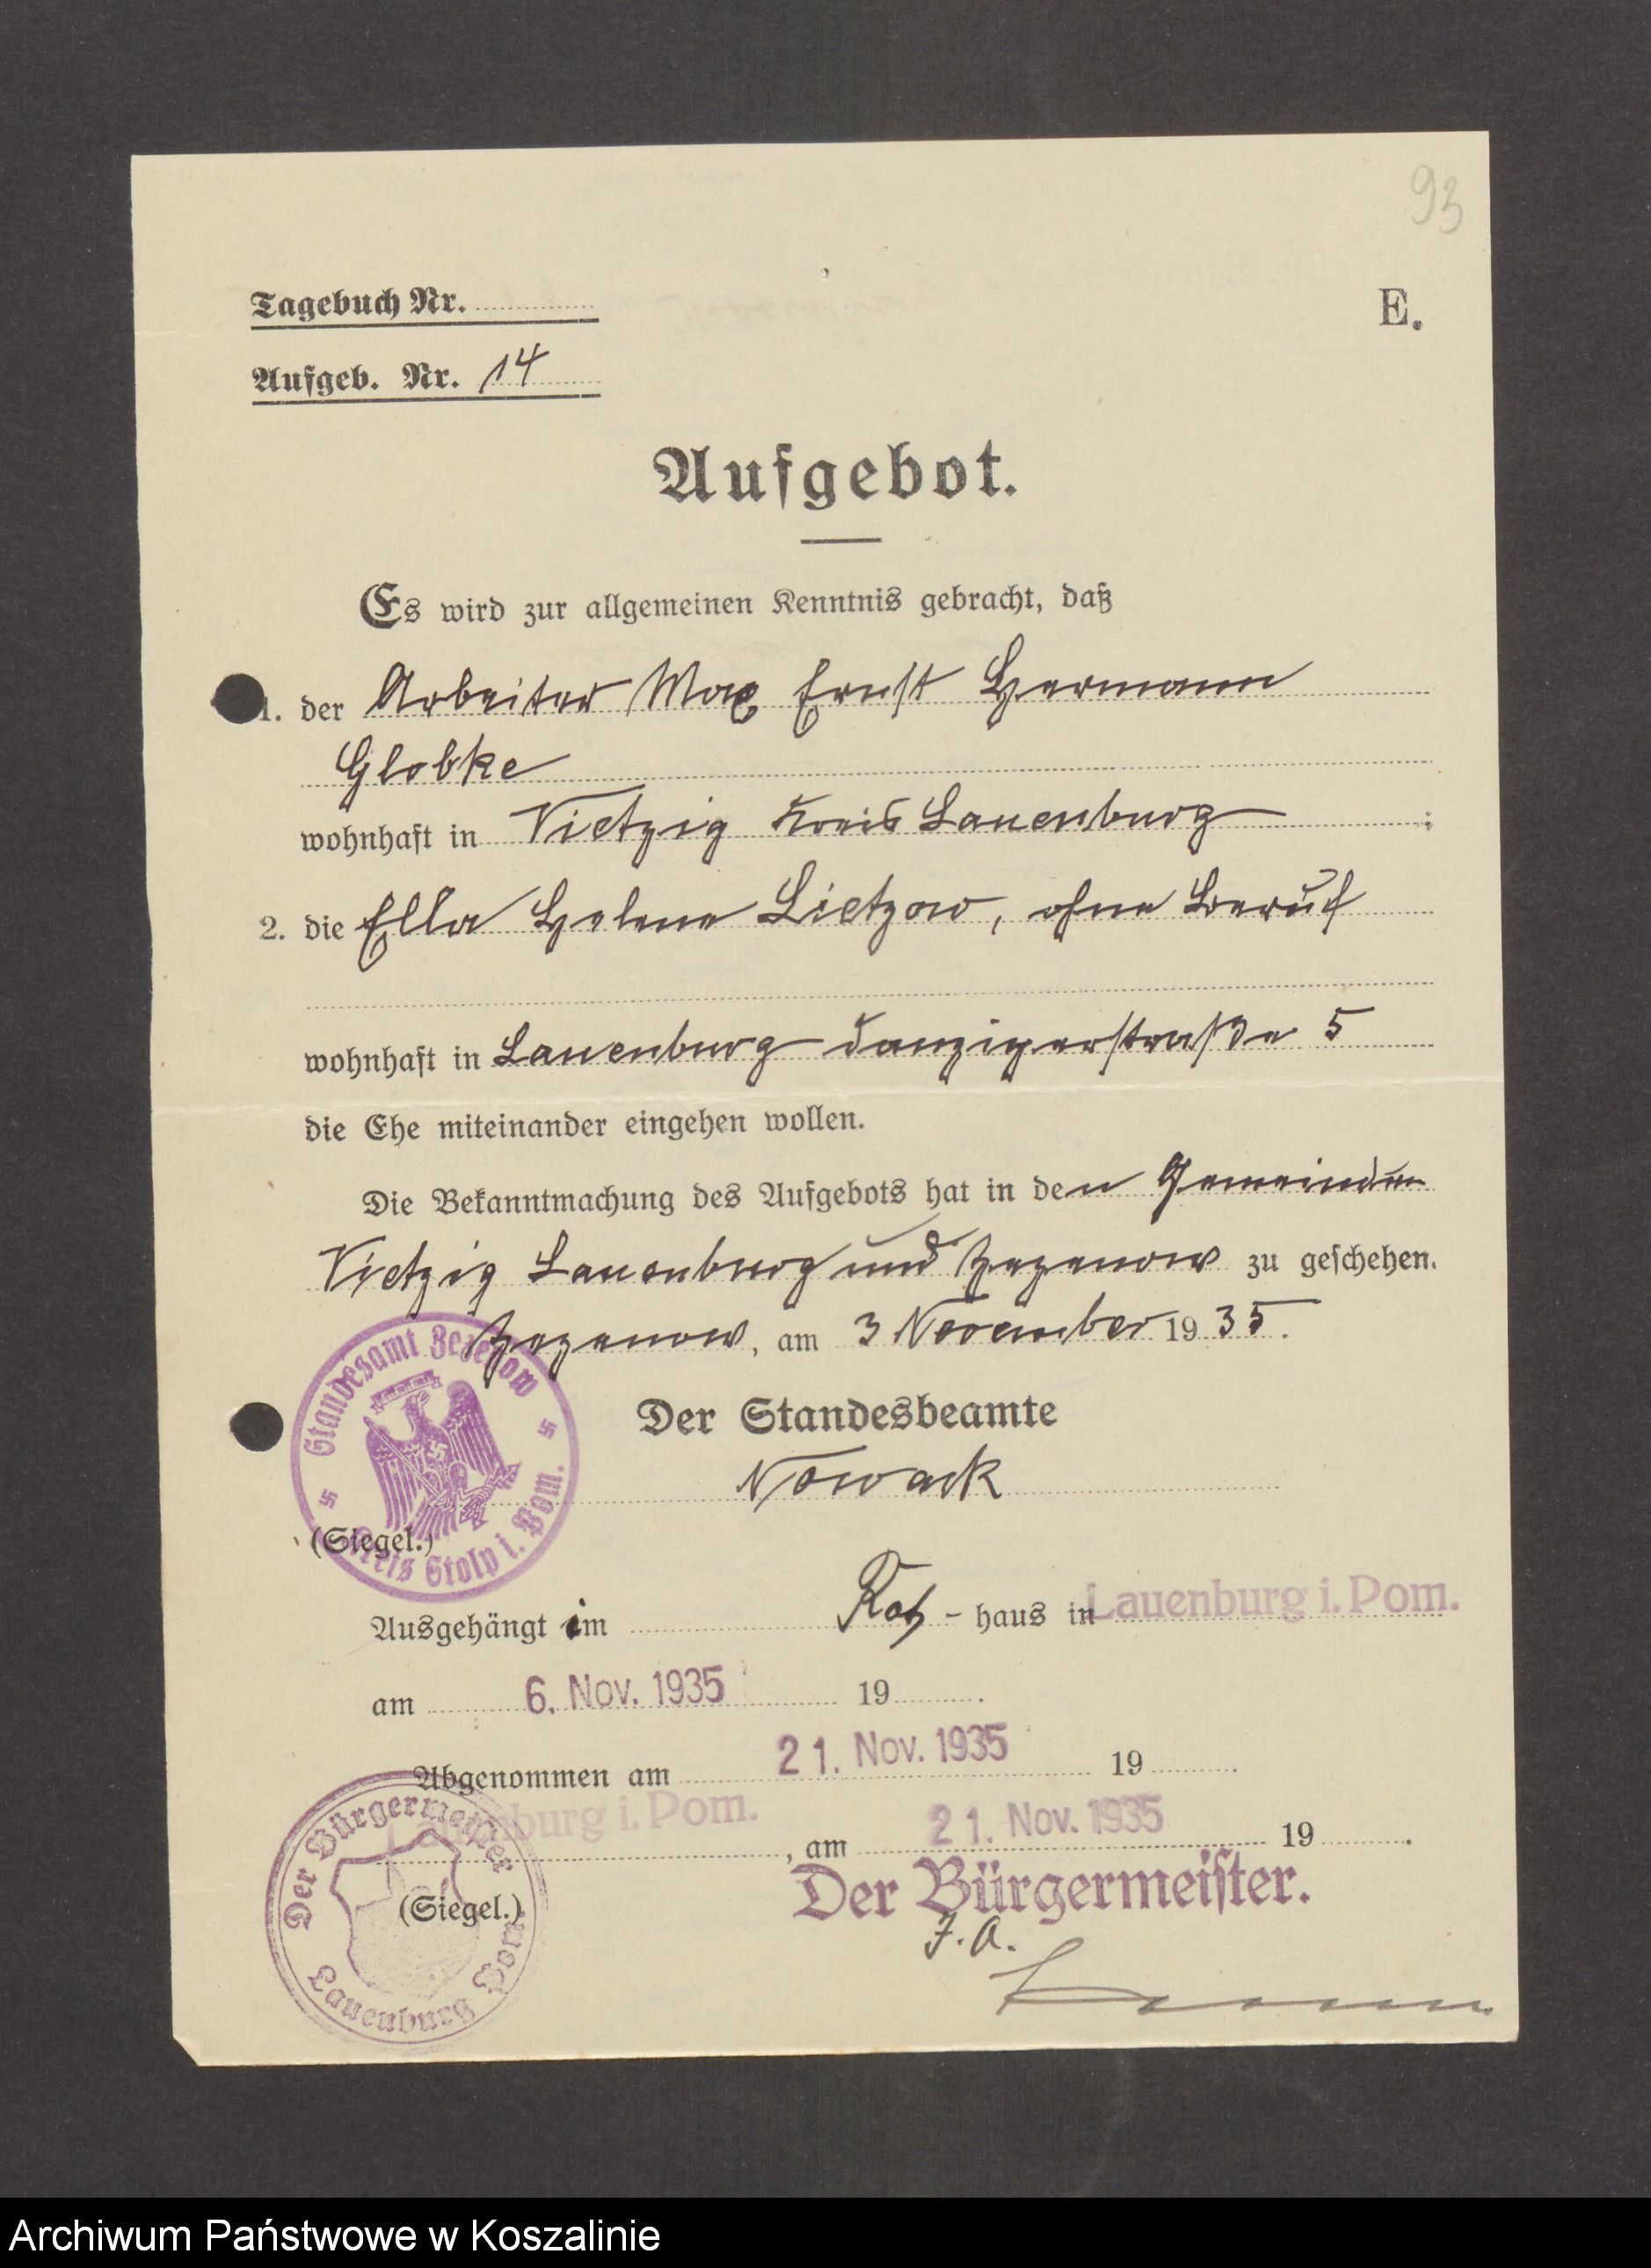 93
Tagebuch Nr.
E.
Aufgeb. Nr. 14
Aufgebot.
Es wird zur allgemeinen Kenntnis gebracht, daß
1. der Arbeiter Max Ernst Hermann
Globke
wohnhaft in Vietzig Kreis Lauenburg ;
2. die Ella Helene Lietzow, ohne Beruf
wohnhaft in Lauenburg Danzigerstraße 5
die Ehe miteinander eingehen wollen.
Die Bekanntmachung des Aufgebots hat in den Gemeinden
Vietzig Lauenburg und Zezenow zu geschehen.
Zezenow, am 3 November 1935.
Standesamt Zezenow
Kreis Stolp i. Pom.
Der Standesbeamte
Nowack
(Siegel.)
Ausgehängt im Rat-haus in Lauenburg i. Pom.
am 6. Nov. 1935 19 .
Abgenommen am 21. Nov. 1935 19
Lauenburg i. Pom. , am 21. Nov. 1935 19 .
Der Bürgermeister.
Der Bürgermeister
Lauenburg Pom.
(Siegel.)
J. A.
Archiwum Państwowe w Koszalinie